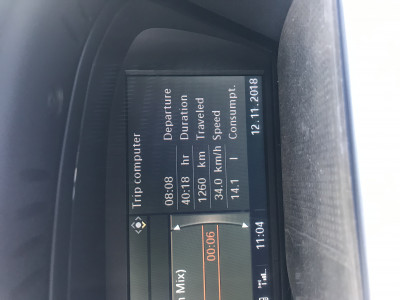 Trip computer
08:08 Departure
40:18 hr Duration
1260 km Traveled
34.0 km/h Speed
14.1 l Consumpt.
Mix)
00:06
11:04 12.11.2018